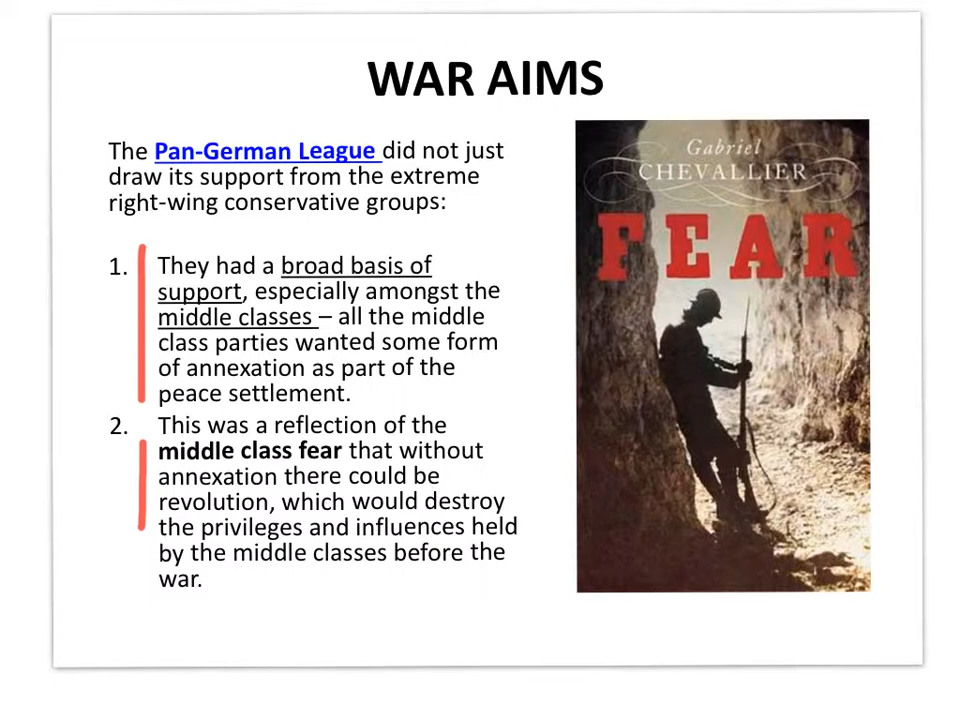 WAR AIMS
The Pan-German League did not just
draw its support from the extreme
right-wing conservative groups:
1. They had a broad basis of
support, especially amongst the
middle classes – all the middle
class parties wanted some form
of annexation as part of the
peace settlement.
2. This was a reflection of the
middle class fear that without
annexation there could be
revolution, which would destroy
the privileges and influences held
by the middle classes before the
war.
Gabriel
CHEVALLIER
FEAR